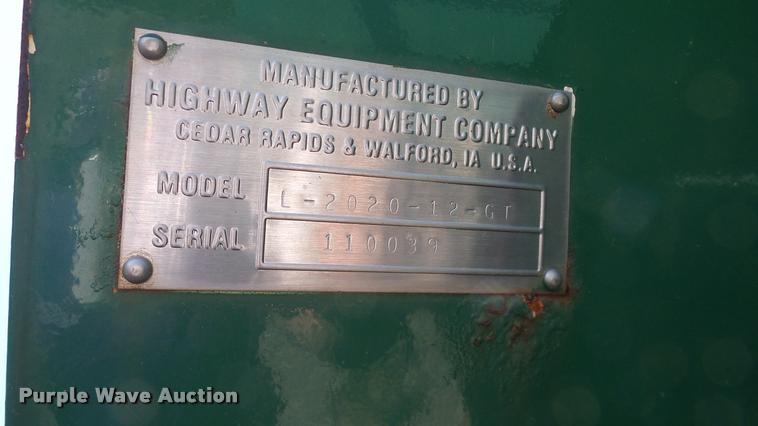 MANUFACTURED BY
HIGHWAY EQUIPMENT COMPANY
CEDAR RAPIDS & WALFORD, IA U.S.A.
MODEL L-2020-12-GT
SERIAL 110039
Purple Wave Auction